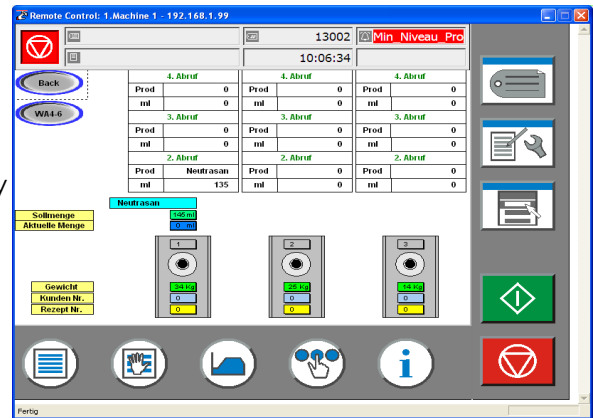 Remote Control: 1.Machine 1 - 192.168.1.99
13002 Min_Niveau_Pro
10:06:34
Back
WA4-6
4. Abruf 4. Abruf 4. Abruf
Prod 0 Prod 0 Prod 0
ml 0 ml 0 ml 0
3. Abruf 3. Abruf 3. Abruf
Prod 0 Prod 0 Prod 0
ml 0 ml 0 ml 0
2. Abruf 2. Abruf 2. Abruf
Prod Neutrasan Prod 0 Prod 0
ml 135 ml 0 ml 0
Neutrasan
Sollmenge 146 ml
Aktuelle Menge 0 ml
1 2 3
Gewicht 34 Kg 26 Kg 14 Kg
Kunden Nr. 0 0 0
Rezept Nr. 0 0 0
i
Fertig